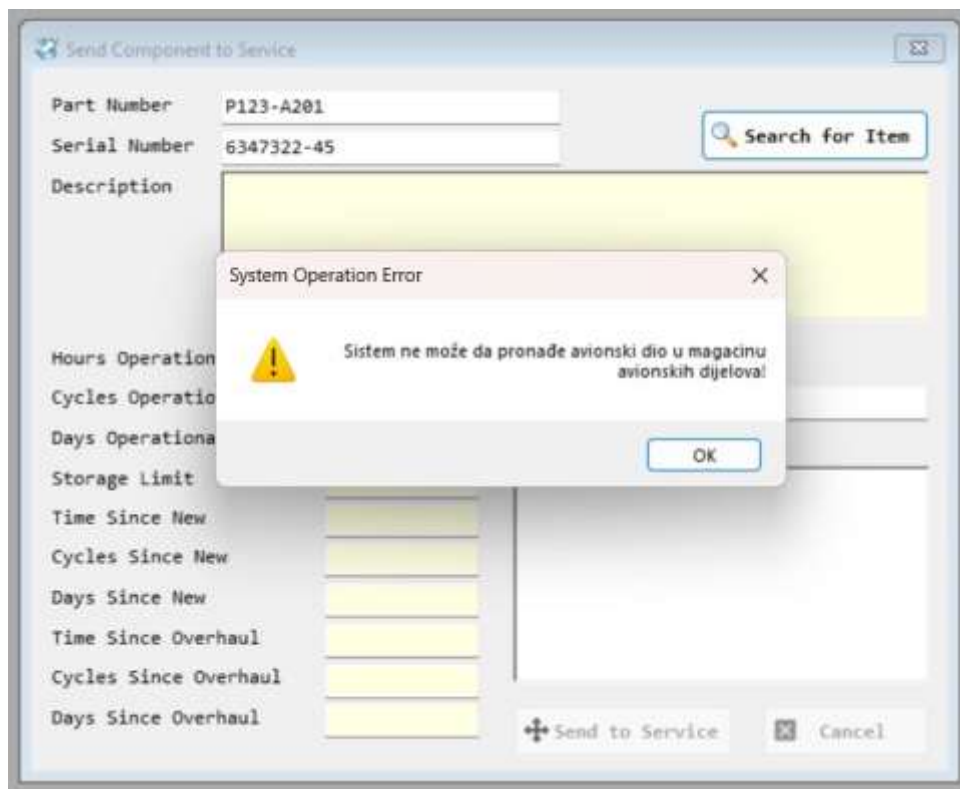 Send Component to Service
Part Number
P123-A201
Search for Item
Serial Number
6347322-45
Description
System Operation Error
Sistem ne može da pronađe avionski dio u magacinu
avionskih dijelova!
OK
Hours Operation
Cycles Operatio
Days Operationa
Storage Limit
Time Since New
Cycles Since New
Days Since New
Time Since Overhaul
Cycles Since Overhaul
Days Since Overhaul
Send to Service
Cancel